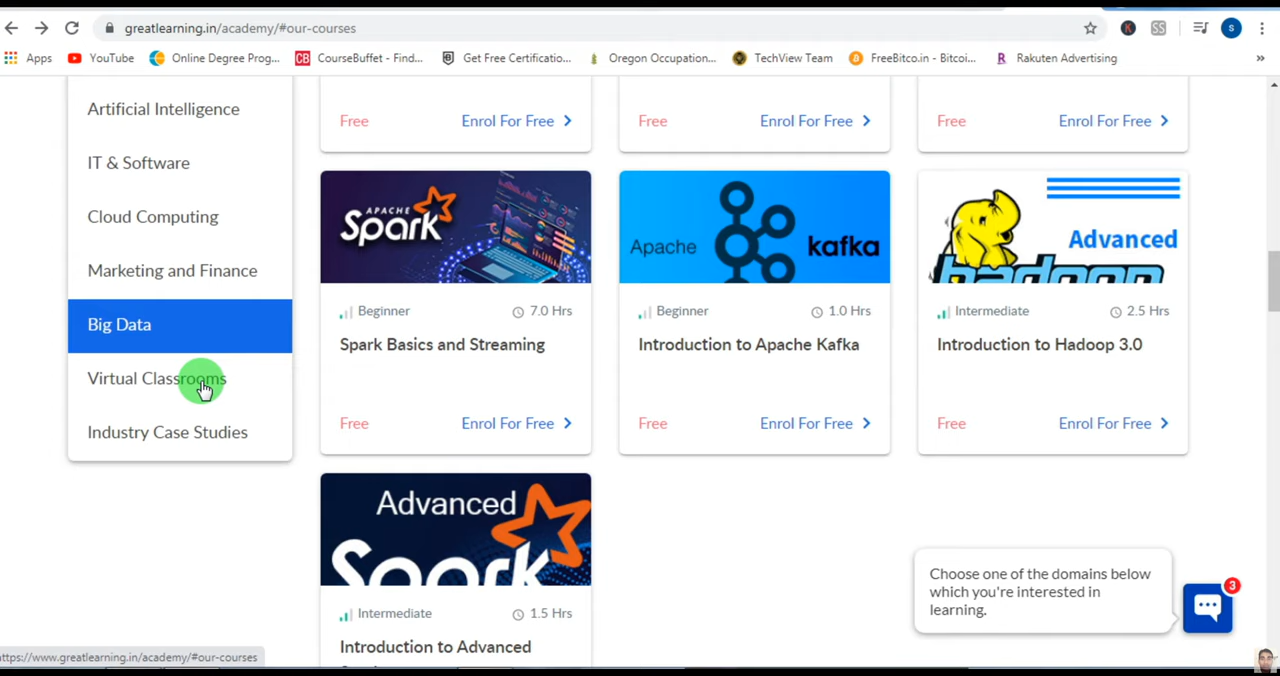 greatlearning.in/academy/#our-courses
Apps
YouTube
Online Degree Prog...
CourseBuffet - Find...
Get Free Certificatio...
Oregon Occupation...
TechView Team
FreeBitco.in - Bitcoi...
Rakuten Advertising
Artificial Intelligence
IT & Software
Cloud Computing
Marketing and Finance
Big Data
Virtual Classrooms
Industry Case Studies
Free
Enrol For Free
Free
Enrol For Free
Free
Enrol For Free
APACHE
Spark
Beginner
7.0 Hrs
Spark Basics and Streaming
Free
Enrol For Free
Apache
kafka
Beginner
1.0 Hrs
Introduction to Apache Kafka
Free
Enrol For Free
Advanced
hadoop
Intermediate
2.5 Hrs
Introduction to Hadoop 3.0
Free
Enrol For Free
Advanced
Spark
Intermediate
1.5 Hrs
Introduction to Advanced
Choose one of the domains below
which you're interested in
learning.
3
https://www.greatlearning.in/academy/#our-courses